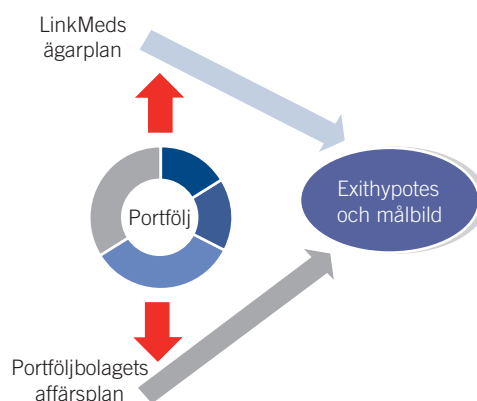 LinkMeds
ägarplan
Portfölj
Exithypotes
och målbild
Portföljbolagets
affärsplan